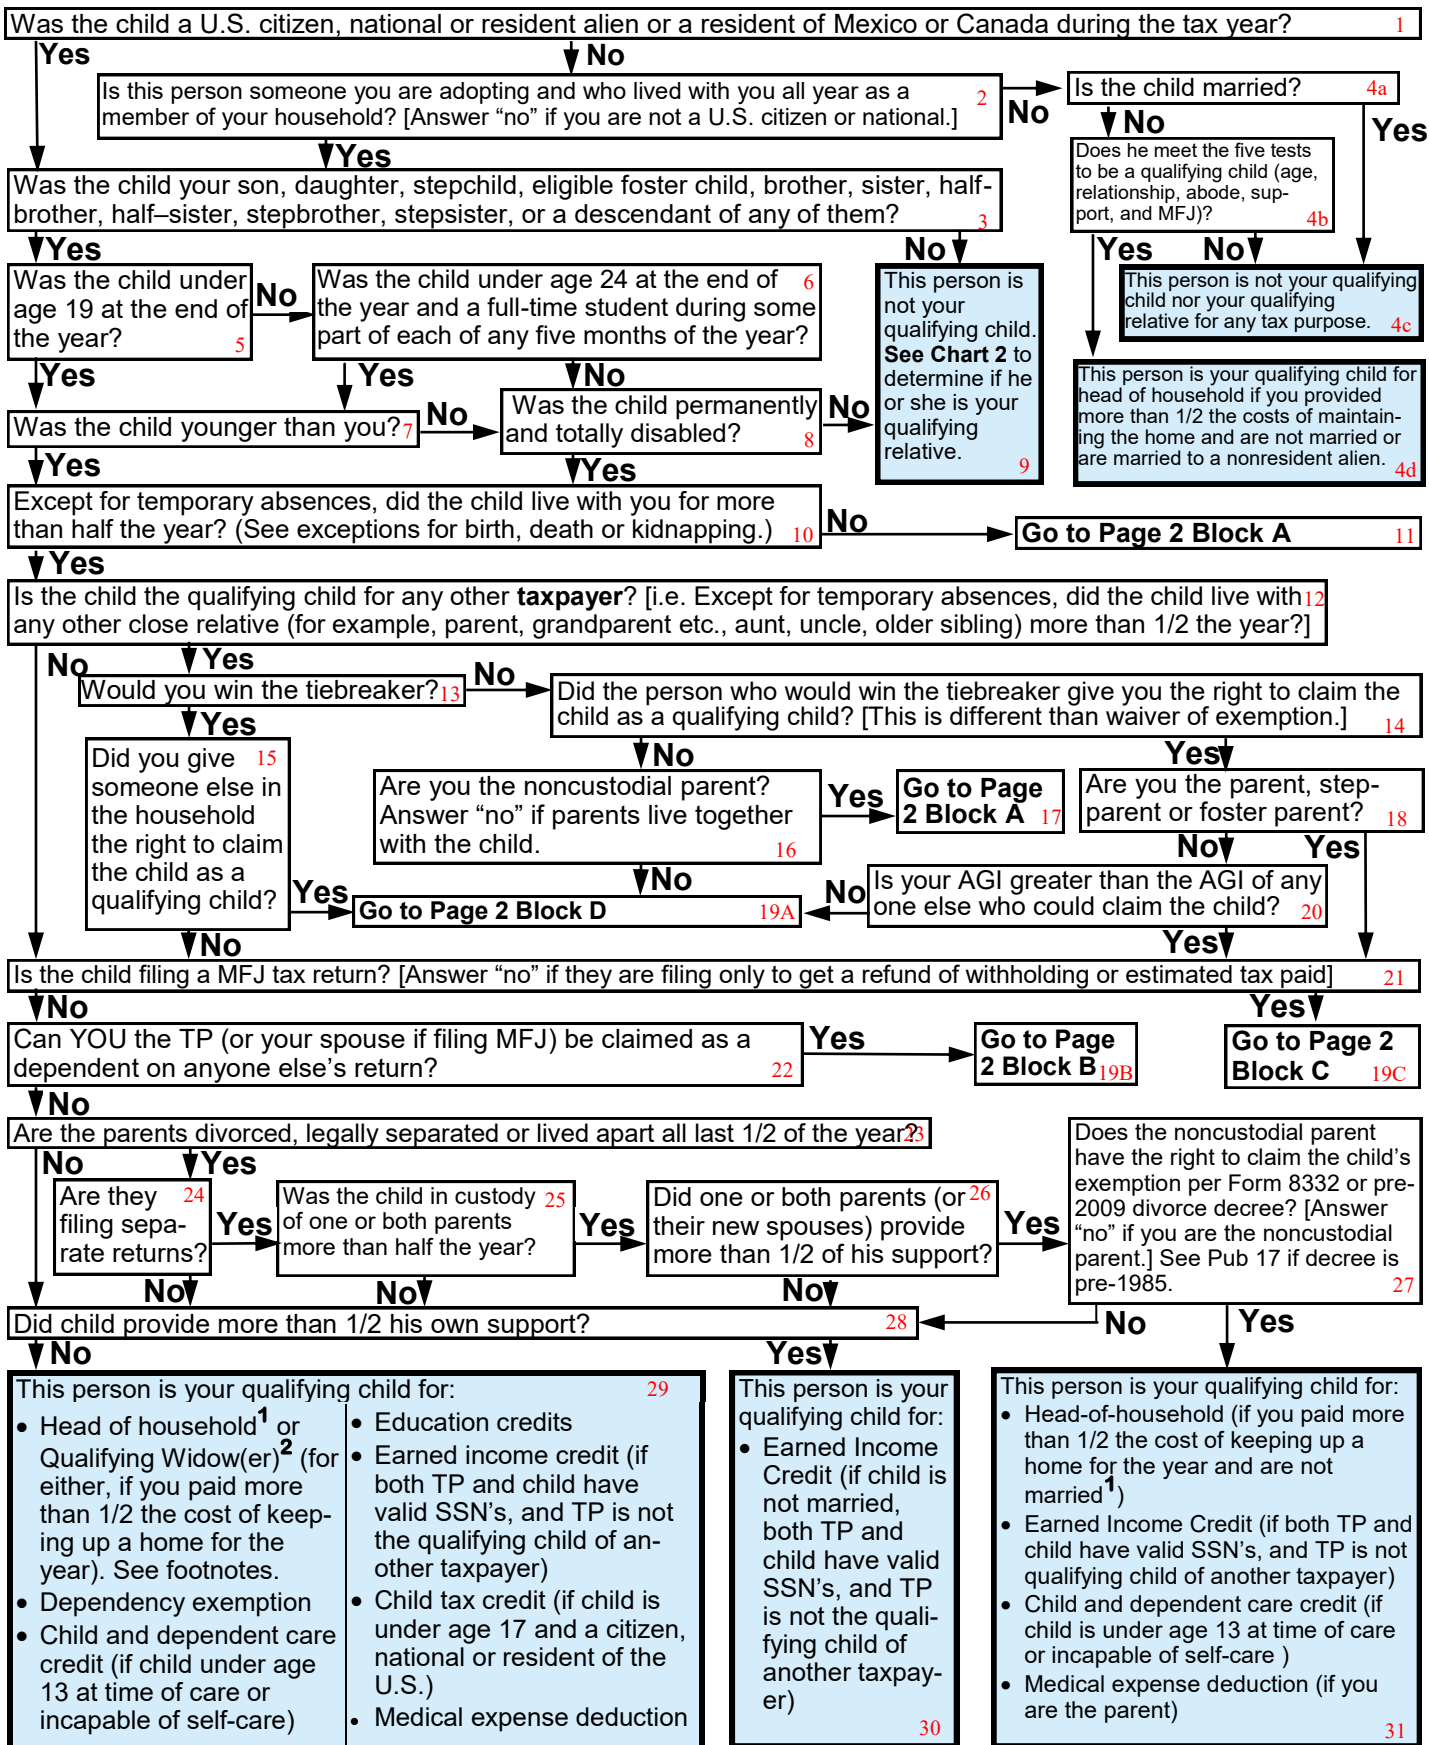 Was the child a U.S. citizen, national or resident alien or a resident of Mexico or Canada during the tax year? 1
Yes
No
Is this person someone you are adopting and who lived with you all year as a
member of your household? [Answer “no” if you are not a U.S. citizen or national.]
2
No
Is the child married? 4a
No
Yes
Yes
Does he meet the five tests
to be a qualifying child (age,
relationship, abode, sup-
port, and MFJ)?
4b
Was the child your son, daughter, stepchild, eligible foster child, brother, sister, half-
brother, half–sister, stepbrother, stepsister, or a descendant of any of them?
3
Yes
No
Yes
No
Was the child under
age 19 at the end of
the year?
5
No
Was the child under age 24 at the end of
the year and a full-time student during some
part of each of any five months of the year?
6
This person is
not your
qualifying child.
See Chart 2 to
determine if he
or she is your
qualifying
relative.
9
This person is not your qualifying
child nor your qualifying
relative for any tax purpose. 4c
Yes
Yes
No
This person is your qualifying child for
head of household if you provided
more than 1/2 the costs of maintain-
ing the home and are not married or
are married to a nonresident alien. 4d
Was the child younger than you? 7
No
Was the child permanently
and totally disabled?
8
No
Yes
Yes
Except for temporary absences, did the child live with you for more
than half the year? (See exceptions for birth, death or kidnapping.) 10
No
Go to Page 2 Block A 11
Yes
Is the child the qualifying child for any other taxpayer? [i.e. Except for temporary absences, did the child live with 12
any other close relative (for example, parent, grandparent etc., aunt, uncle, older sibling) more than 1/2 the year?]
No
Yes
Would you win the tiebreaker? 13
No
Did the person who would win the tiebreaker give you the right to claim the
child as a qualifying child? [This is different than waiver of exemption.]
14
Yes
No
Yes
Did you give
someone else in
the household
the right to claim
the child as a
qualifying child?
15
Are you the noncustodial parent?
Answer “no” if parents live together
with the child.
16
Yes
Go to Page
2 Block A 17
Are you the parent, step-
parent or foster parent?
18
No
No
Yes
Yes
Go to Page 2 Block D 19A
No
Is your AGI greater than the AGI of any
one else who could claim the child? 20
No
Yes
Is the child filing a MFJ tax return? [Answer “no” if they are filing only to get a refund of withholding or estimated tax paid] 21
No
Yes
Can YOU the TP (or your spouse if filing MFJ) be claimed as a
dependent on anyone else’s return?
22
Yes
Go to Page
2 Block B 19B
Go to Page 2
Block C 19C
No
Are the parents divorced, legally separated or lived apart all last 1/2 of the year? 23
No
Yes
Are they
filing sepa-
rate returns?
24
Yes
Was the child in custody
of one or both parents
more than half the year?
25
Yes
Did one or both parents (or
their new spouses) provide
more than 1/2 of his support?
26
Yes
Does the noncustodial parent
have the right to claim the child’s
exemption per Form 8332 or pre-
2009 divorce decree? [Answer
“no” if you are the noncustodial
parent.] See Pub 17 if decree is
pre-1985.
27
No
No
No
Did child provide more than 1/2 his own support? 28
No
Yes
No
Yes
This person is your qualifying child for: 29
• Head of household1 or
Qualifying Widow(er)2 (for
either, if you paid more
than 1/2 the cost of keep-
ing up a home for the
year). See footnotes.
• Dependency exemption
• Child and dependent care
credit (if child under age
13 at time of care or
incapable of self-care)
• Education credits
• Earned income credit (if
both TP and child have
valid SSN’s, and TP is not
the qualifying child of an-
other taxpayer)
• Child tax credit (if child is
under age 17 and a citizen,
national or resident of the
U.S.)
• Medical expense deduction
This person is your
qualifying child for:
• Earned Income
Credit (if child is
not married,
both TP and
child have valid
SSN’s, and TP
is not the quali-
fying child of
another taxpay-
er)
30
This person is your qualifying child for:
• Head-of-household (if you paid more
than 1/2 the cost of keeping up a
home for the year and are not
married1)
• Earned Income Credit (if both TP and
child have valid SSN’s, and TP is not
qualifying child of another taxpayer)
• Child and dependent care credit (if
child is under age 13 at time of care
or incapable of self-care )
• Medical expense deduction (if you
are the parent)
31